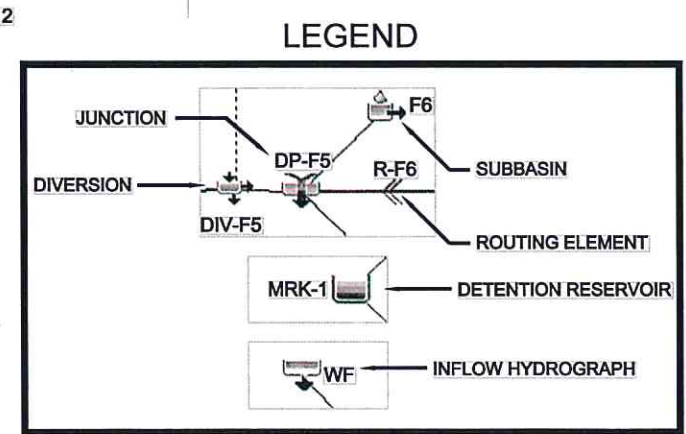 2
LEGEND
JUNCTION
F6
DP-F5
R-F6
SUBBASIN
DIVERSION
DIV-F5
ROUTING ELEMENT
MRK-1
DETENTION RESERVOIR
WF
INFLOW HYDROGRAPH